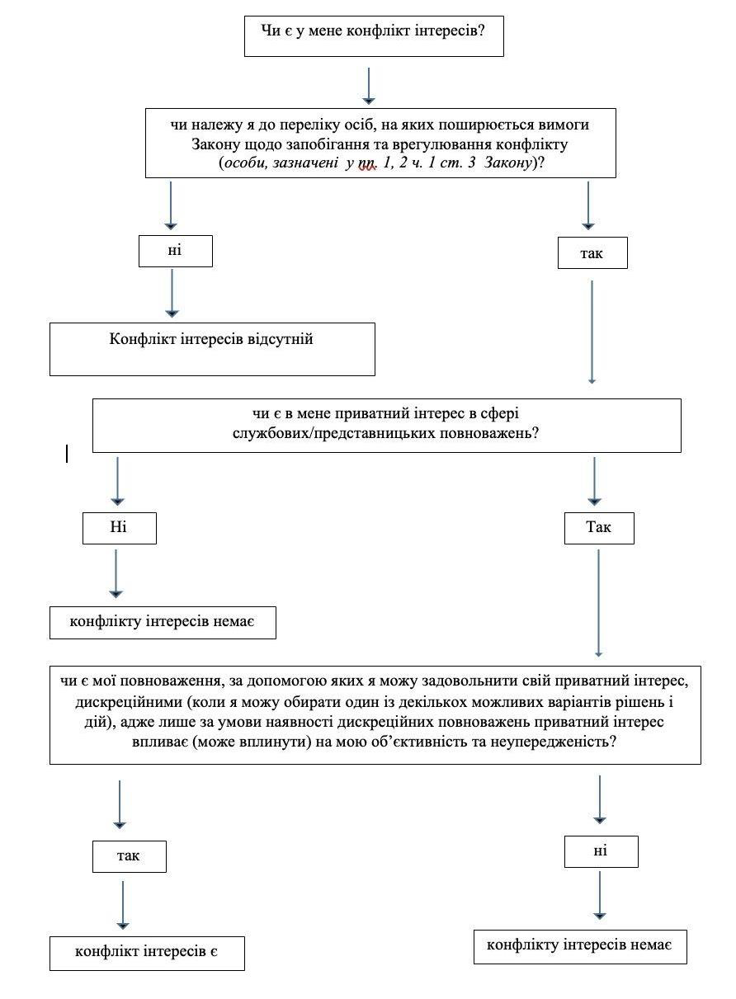 Чи є у мене конфлікт інтересів?
чи належу я до переліку осіб, на яких поширюється вимоги
Закону щодо запобігання та врегулювання конфлікту
(особи, зазначені у пп. 1, 2 ч. 1 ст. 3 Закону)?
ні
так
Конфлікт інтересів відсутній
чи є в мене приватний інтерес в сфері
службових/представницьких повноважень?
Ні
Так
конфлікту інтересів немає
чи є мої повноваження, за допомогою яких я можу задовольнити свій приватний інтерес,
дискреційними (коли я можу обирати один із декількох можливих варіантів рішень і
дій), адже лише за умови наявності дискреційних повноважень приватний інтерес
впливає (може вплинути) на мою об’єктивність та неупередженість?
так
ні
конфлікт інтересів є
конфлікту інтересів немає